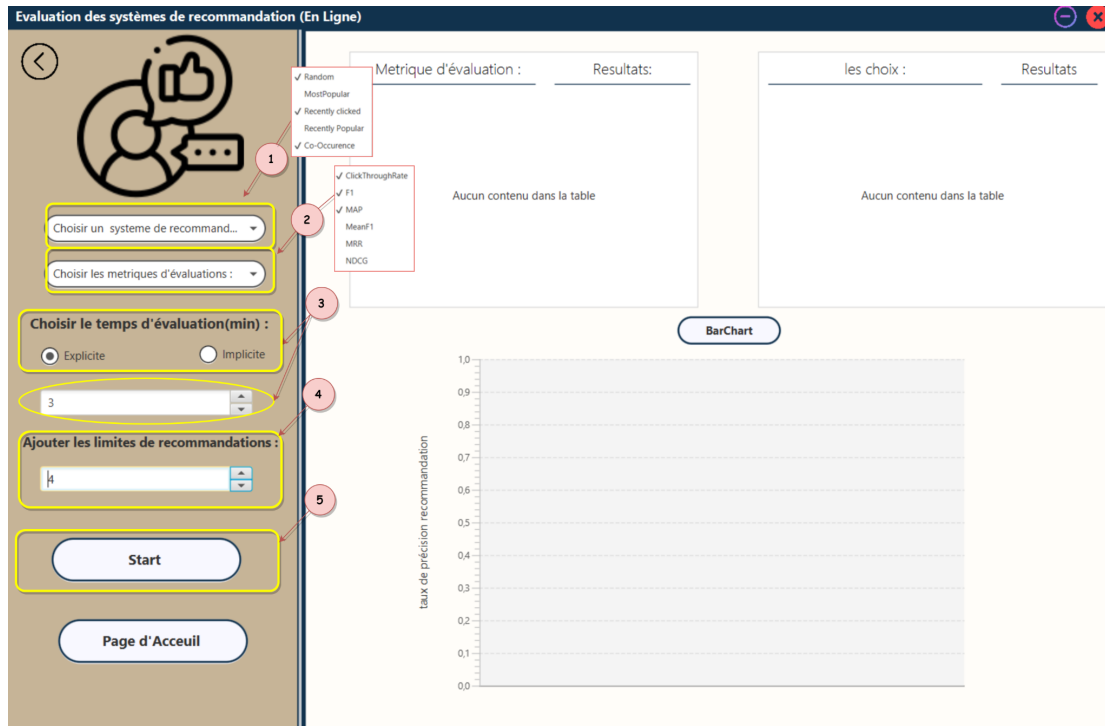 Evaluation des systèmes de recommandation (En Ligne)
✓ Random
MostPopular
✓ Recently clicked
Recently Popular
✓ Co-Occurence
1
✓ ClickThroughRate
✓ F1
✓ MAP
MeanF1
MRR
NDCG
2
Choisir un systeme de recommand...
Choisir les metriques d'évaluations :
3
Choisir le temps d'évaluation(min) :
Explicite Implicite
3
4
Ajouter les limites de recommandations :
4
5
Start
Page d'Acceuil
Metrique d'évaluation : Resultats:
Aucun contenu dans la table
les choix : Resultats
Aucun contenu dans la table
BarChart
taux de précision recommandation
1,0
0,9
0,8
0,7
0,6
0,5
0,4
0,3
0,2
0,1
0,0